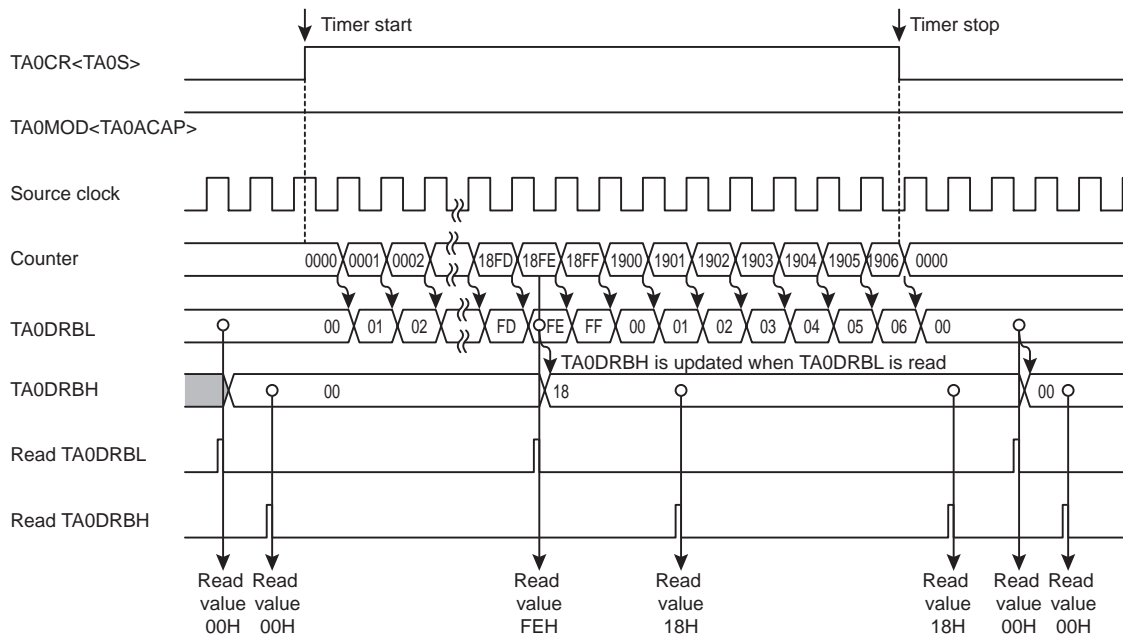 Timer start
Timer stop
TA0CR<TA0S>
TA0MOD<TA0ACAP>
Source clock
Counter
0000 0001 0002 18FD 18FE 18FF 1900 1901 1902 1903 1904 1905 1906 0000
TA0DRBL
00 01 02 FD FE FF 00 01 02 03 04 05 06 00
TA0DRBH is updated when TA0DRBL is read
TA0DRBH
00 18 00
Read TA0DRBL
Read TA0DRBH
Read value 00H
Read value 00H
Read value FEH
Read value 18H
Read value 18H
Read value 00H
Read value 00H